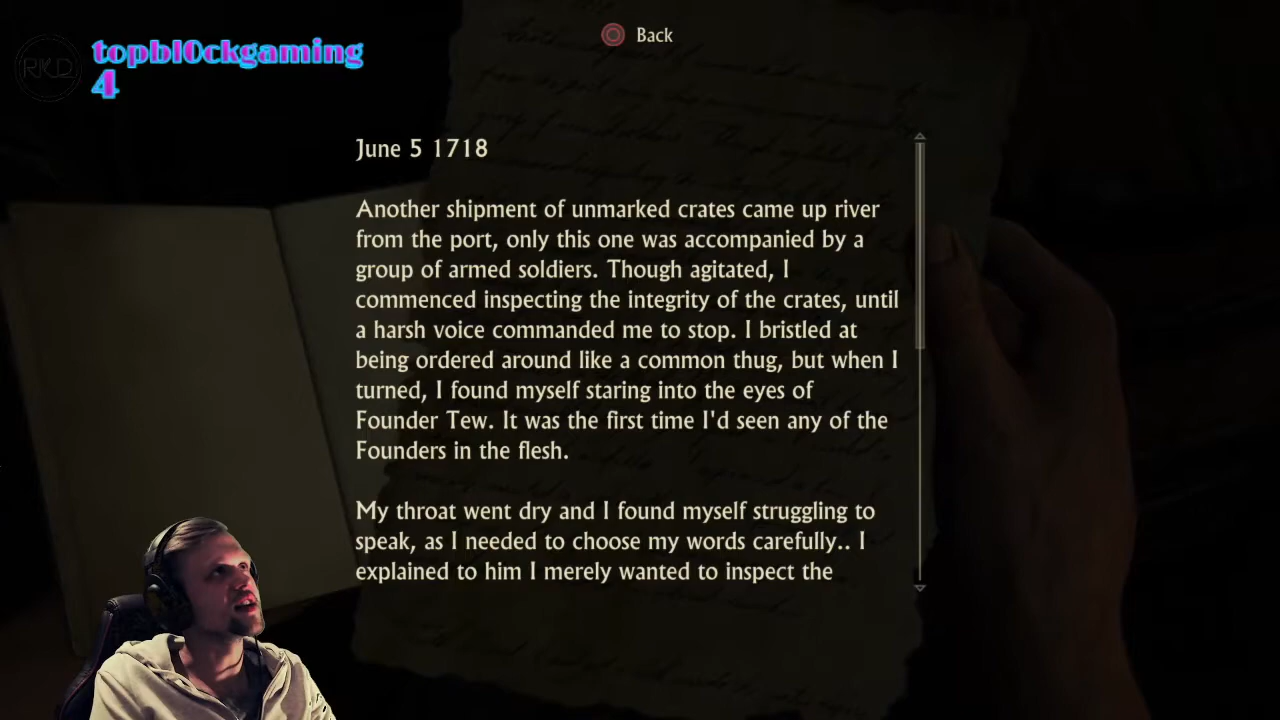 Back
topbl0ckgaming
4
RKD
June 5 1718
Another shipment of unmarked crates came up river
from the port, only this one was accompanied by a
group of armed soldiers. Though agitated, I
commenced inspecting the integrity of the crates, until
a harsh voice commanded me to stop. I bristled at
being ordered around like a common thug, but when I
turned, I found myself staring into the eyes of
Founder Tew. It was the first time I'd seen any of the
Founders in the flesh.
My throat went dry and I found myself struggling to
speak, as I needed to choose my words carefully.. I
explained to him I merely wanted to inspect the